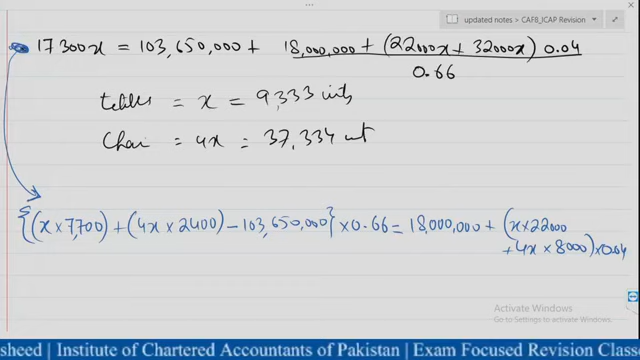 updated notes > CAF8_ICAP Revision
17300x = 103,650,000 + 18,000,000 + (22000x + 32000x) 0.04
0.66
= x = 9,333 units
Chair = 4x = 37,334 unit
{(x × 7,700) + (4x × 2400) - 103,650,000} × 0.66 = 18,000,000 + (x × 22000
+ 4x × 8000) × 0.04
Activate Windows
Go to Settings to activate Windows.
sheed | Institute of Chartered Accountants of Pakistan | Exam Focused Revision Class